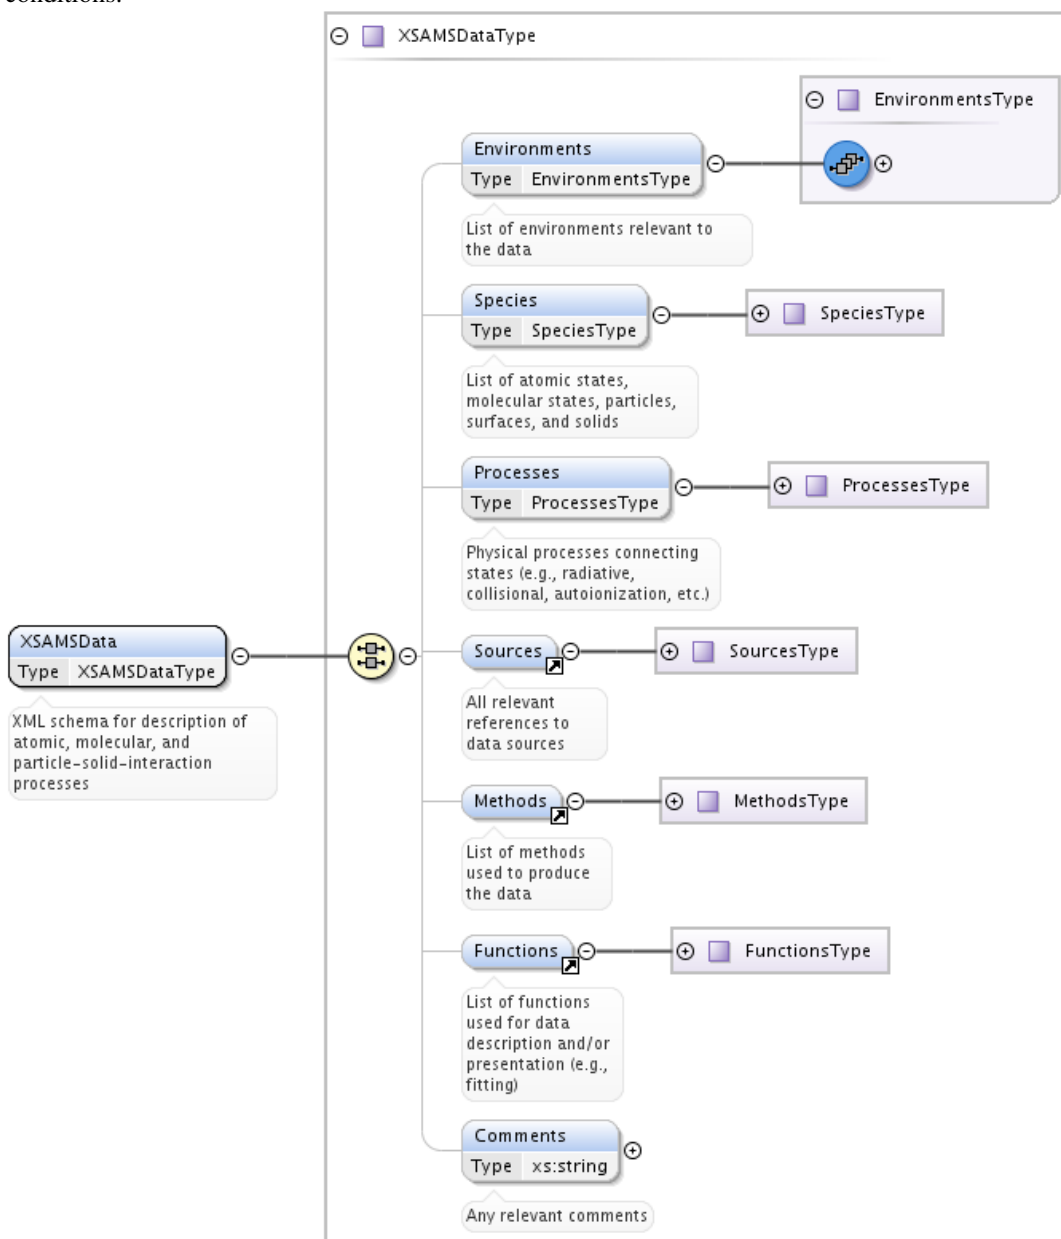 conditions.
XSAMSDataType
EnvironmentsType
Environments
Type EnvironmentsType
List of environments relevant to
the data
Species
Type SpeciesType
SpeciesType
List of atomic states,
molecular states, particles,
surfaces, and solids
Processes
Type ProcessesType
ProcessesType
Physical processes connecting
states (e.g., radiative,
collisional, autoionization, etc.)
XSAMSData
Type XSAMSDataType
XML schema for description of
atomic, molecular, and
particle-solid-interaction
processes
Sources
SourcesType
All relevant
references to
data sources
Methods
MethodsType
List of methods
used to produce
the data
Functions
FunctionsType
List of functions
used for data
description and/or
presentation (e.g.,
fitting)
Comments
Type xs:string
Any relevant comments